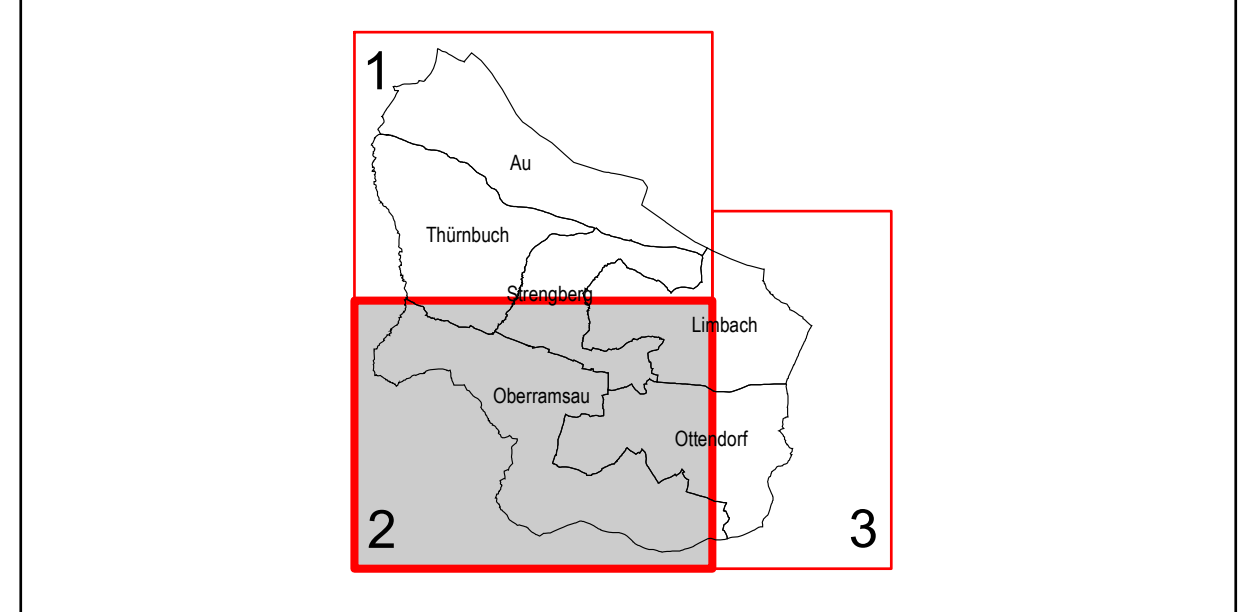 1
Au
Thürnbuch
Strengberg
Limbach
Oberramsau
Ottendorf
2
3